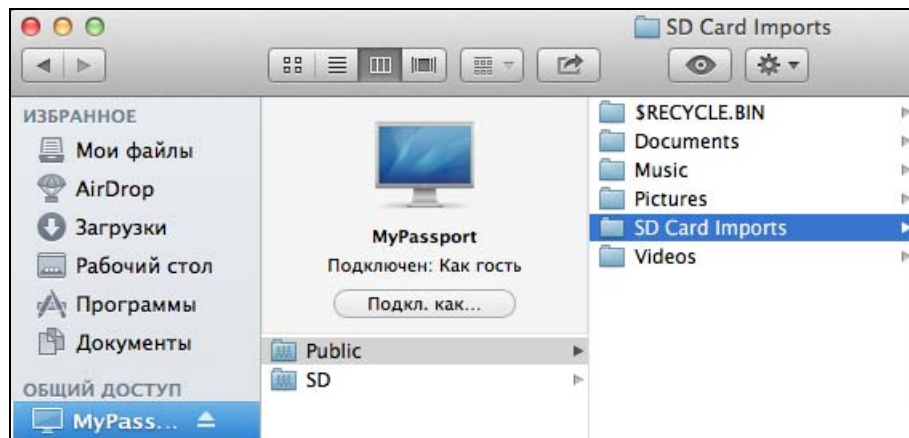 SD Card Imports
ИЗБРАННОЕ
Мои файлы
AirDrop
Загрузки
Рабочий стол
Программы
Документы
ОБЩИЙ ДОСТУП
MyPass...
MyPassport
Подключен: Как гость
Подкл. как...
Public
SD
$RECYCLE.BIN
Documents
Music
Pictures
SD Card Imports
Videos